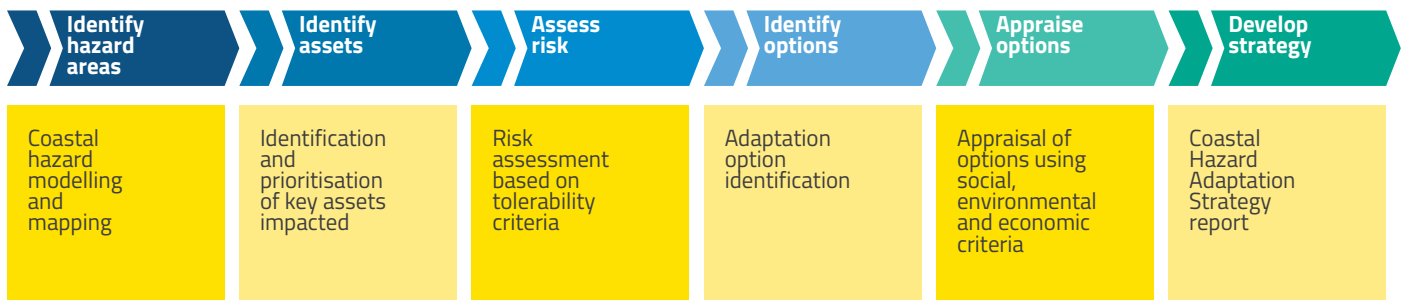 Identify
hazard
areas
Identify
assets
Assess
risk
Identify
options
Appraise
options
Develop
strategy
Coastal
hazard
modelling
and
mapping
Identification
and
prioritisation
of key assets
impacted
Risk
assessment
based on
tolerability
criteria
Adaptation
option
identification
Appraisal of
options using
social,
environmental
and economic
criteria
Coastal
Hazard
Adaptation
Strategy
report